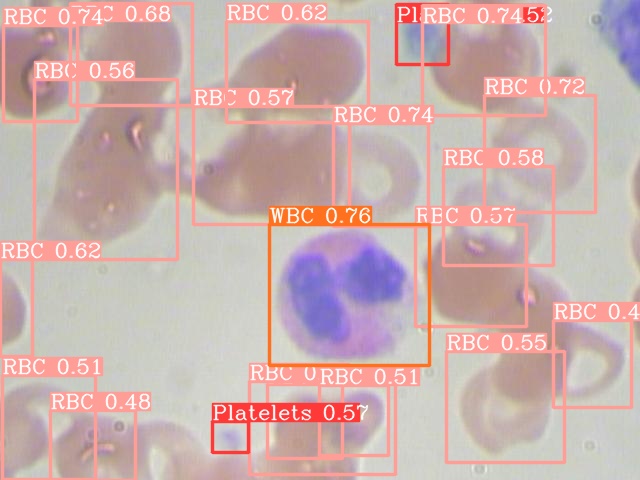 RBC 0.74
RBC 0.68
RBC 0.62
RBC 0.74
RBC 0.56
RBC 0.57
RBC 0.74
RBC 0.72
RBC 0.58
WBC 0.76
RBC 0.57
RBC 0.62
RBC 0.55
RBC 0.51
RBC 0.51
RBC 0.48
Platelets 0.57